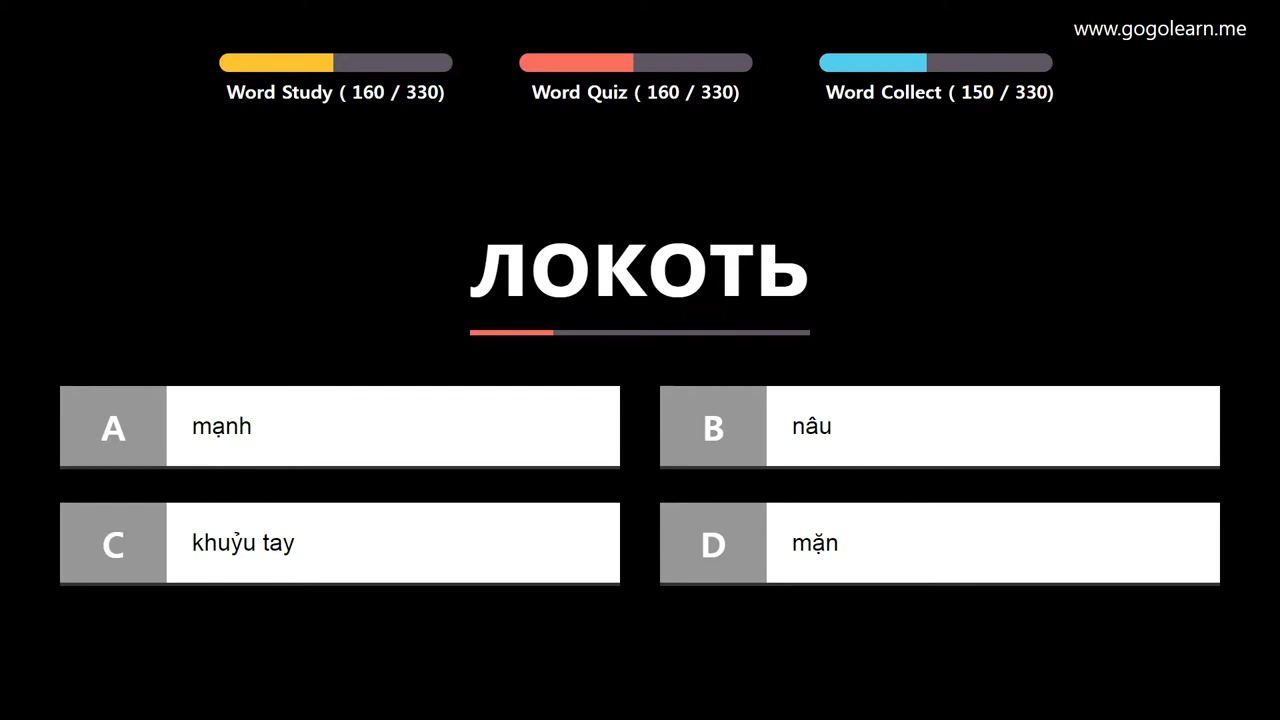 www.gogolearn.me
Word Study ( 160 / 330)
Word Quiz ( 160 / 330)
Word Collect ( 150 / 330)
локоть
A mạnh
B nâu
C khuỷu tay
D mặn